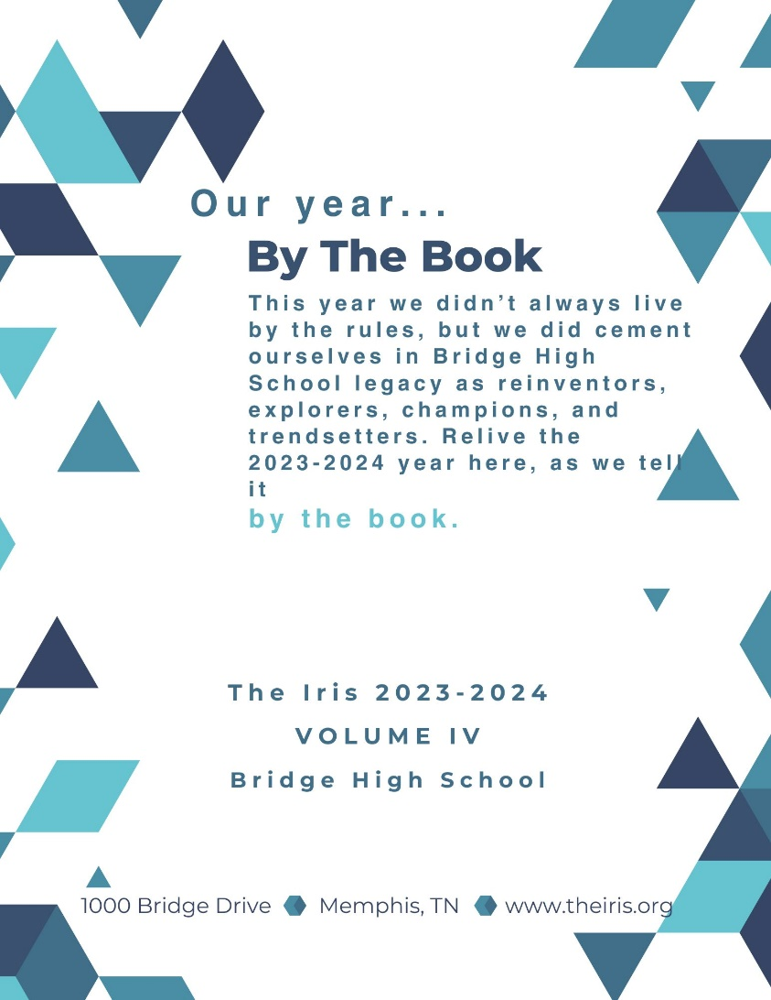 Our year...
By The Book
This year we didn’t always live
by the rules, but we did cement
ourselves in Bridge High
School legacy as reinventors,
explorers, champions, and
trendsetters. Relive the
2023-2024 year here, as we tell
it
by the book.
The Iris 2023-2024
VOLUME IV
Bridge High School
1000 Bridge Drive Memphis, TN www.theiris.org